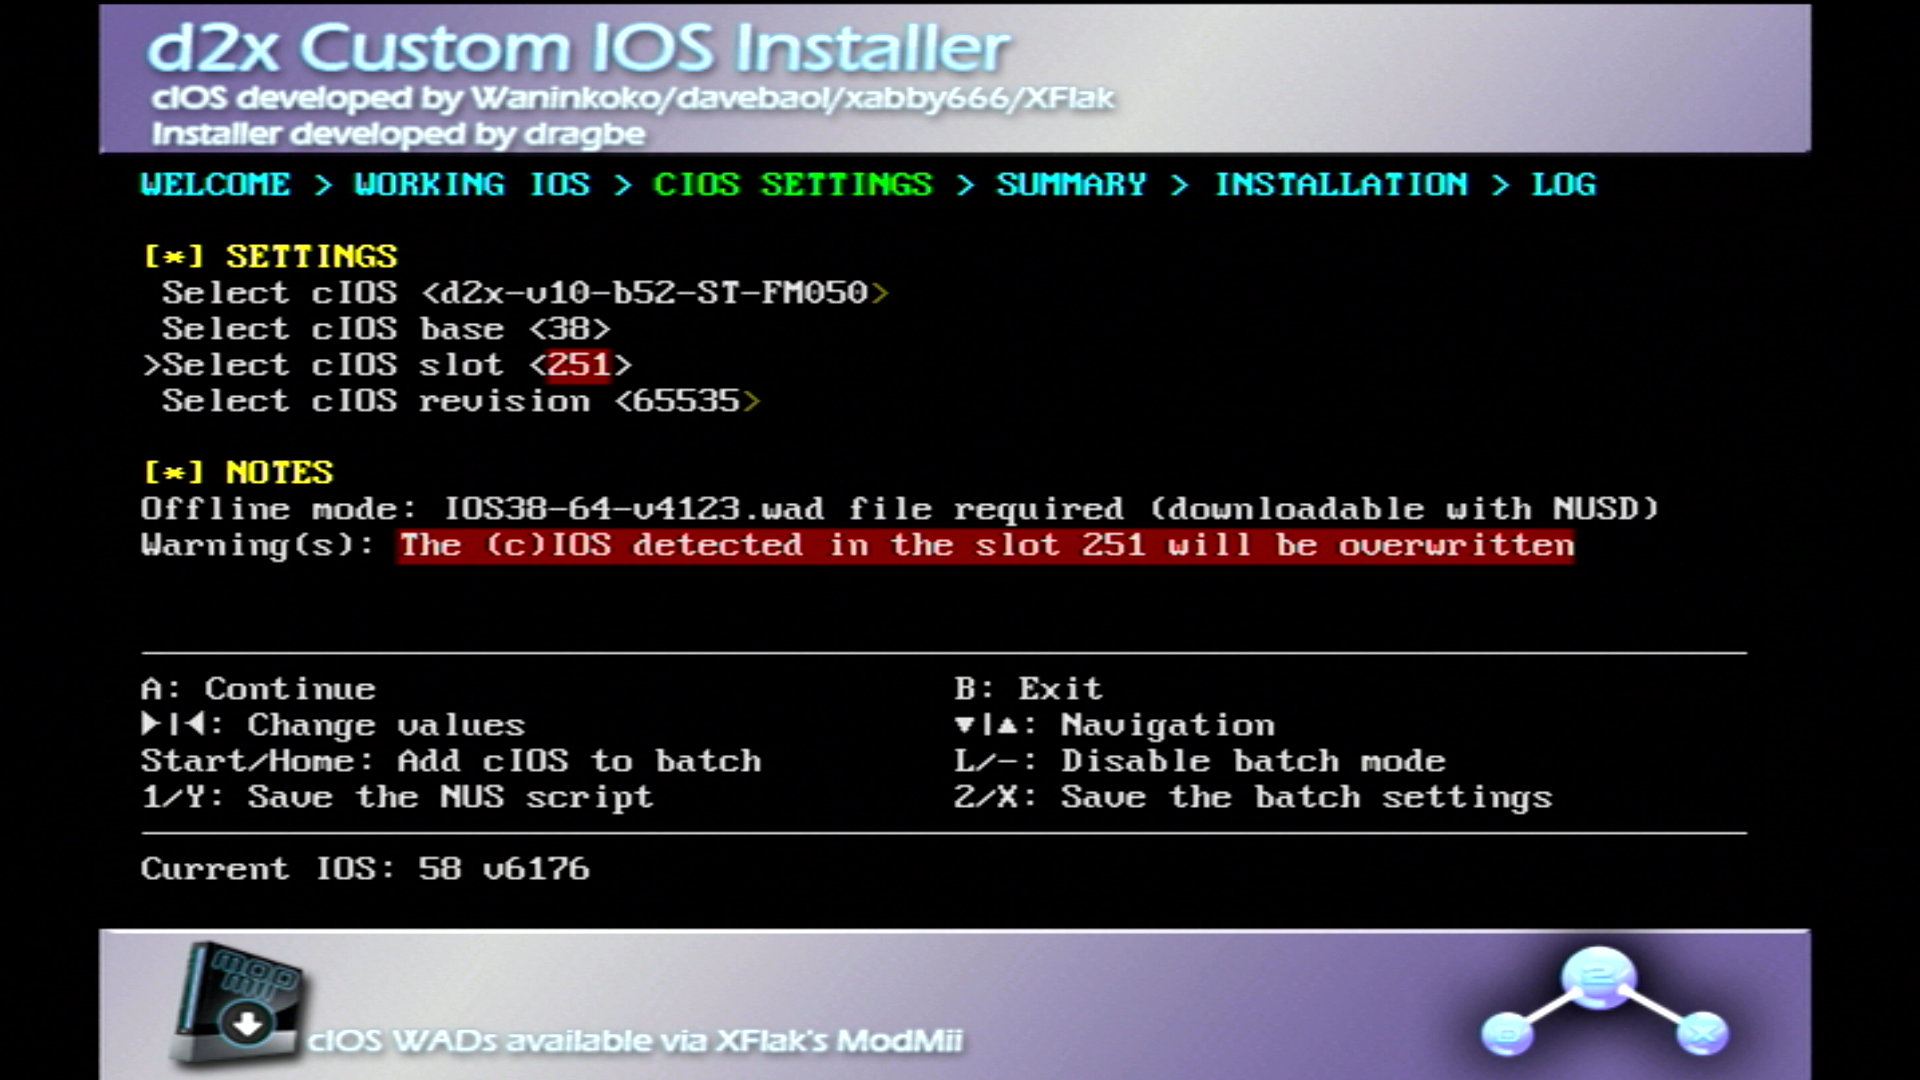 d2x Custom IOS Installer
cIOS developed by Waninkoko/davebaol/xabby666/XFlak
Installer developed by dragbe
WELCOME > WORKING IOS > CIOS SETTINGS > SUMMARY > INSTALLATION > LOG
[*] SETTINGS
Select cIOS <d2x-v10-b52-ST-FM050>
Select cIOS base <38>
>Select cIOS slot <251>
Select cIOS revision <65535>
[*] NOTES
Offline mode: IOS38-64-v4123.wad file required (downloadable with NUSD)
Warning(s): The (c)IOS detected in the slot 251 will be overwritten
A: Continue B: Exit
►|◄: Change values ▼|▲: Navigation
Start/Home: Add cIOS to batch L/-: Disable batch mode
1/Y: Save the NUS script 2/X: Save the batch settings
Current IOS: 58 v6176
MOD
MII
cIOS WADs available via XFlak's ModMii
2
D X